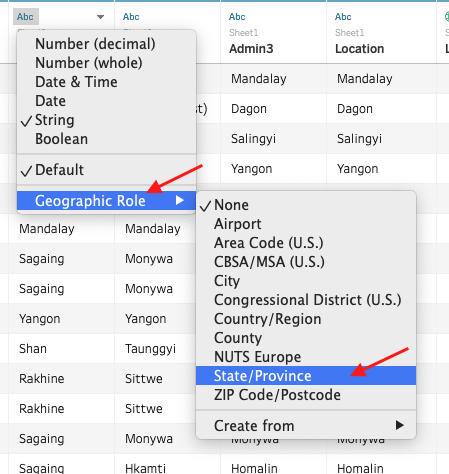 Abc Abc Abc Abc
Sheet1 Sheet1
Admin3 Location
Number (decimal)
Number (whole)
Date & Time
Date
✓ String
Boolean
✓ Default
Geographic Role ▶
Mandalay Mandalay
st) Dagon Dagon
Salingyi Salingyi
Yangon Yangon
✓ None
Airport
Area Code (U.S.)
CBSA/MSA (U.S.)
City
Congressional District (U.S.)
Country/Region
County
NUTS Europe
State/Province
ZIP Code/Postcode
Create from ▶
Mandalay Mandalay
Sagaing Monywa
Sagaing Monywa
Yangon Yangon
Shan Taunggyi
Rakhine Sittwe
Rakhine Sittwe
Sagaing Monywa Monywa Monywa
Sagaing Hkamti Homalin Homalin